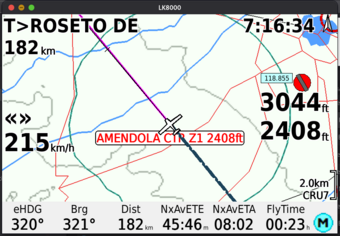 LK8000
T>ROSETO DE
7:16:34
182 km
118.855
3044 ft
«»
2408 ft
AMENDOLA CTR Z1 2408ft
215 km/h
2.0km
CRU7
eHDG Brg Dist NxAvETE NxAvETA FlyTime
320° 321° 182 km 45:46 m 08:02 00:23 h
M